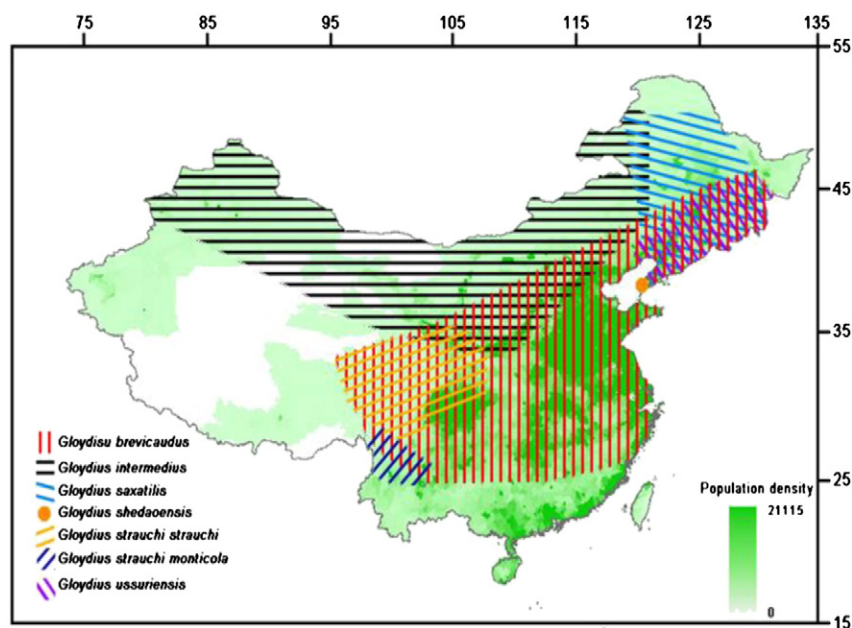 75 85 95 105 115 125 135
55
45
35
25
15
Gloydisu brevicaudus
Gloydius intermedius
Gloydius saxatilis
Gloydius shedaoensis
Gloydius strauchi strauchi
Gloydius strauchi monticola
Gloydius ussuriensis
Population density
21115
0